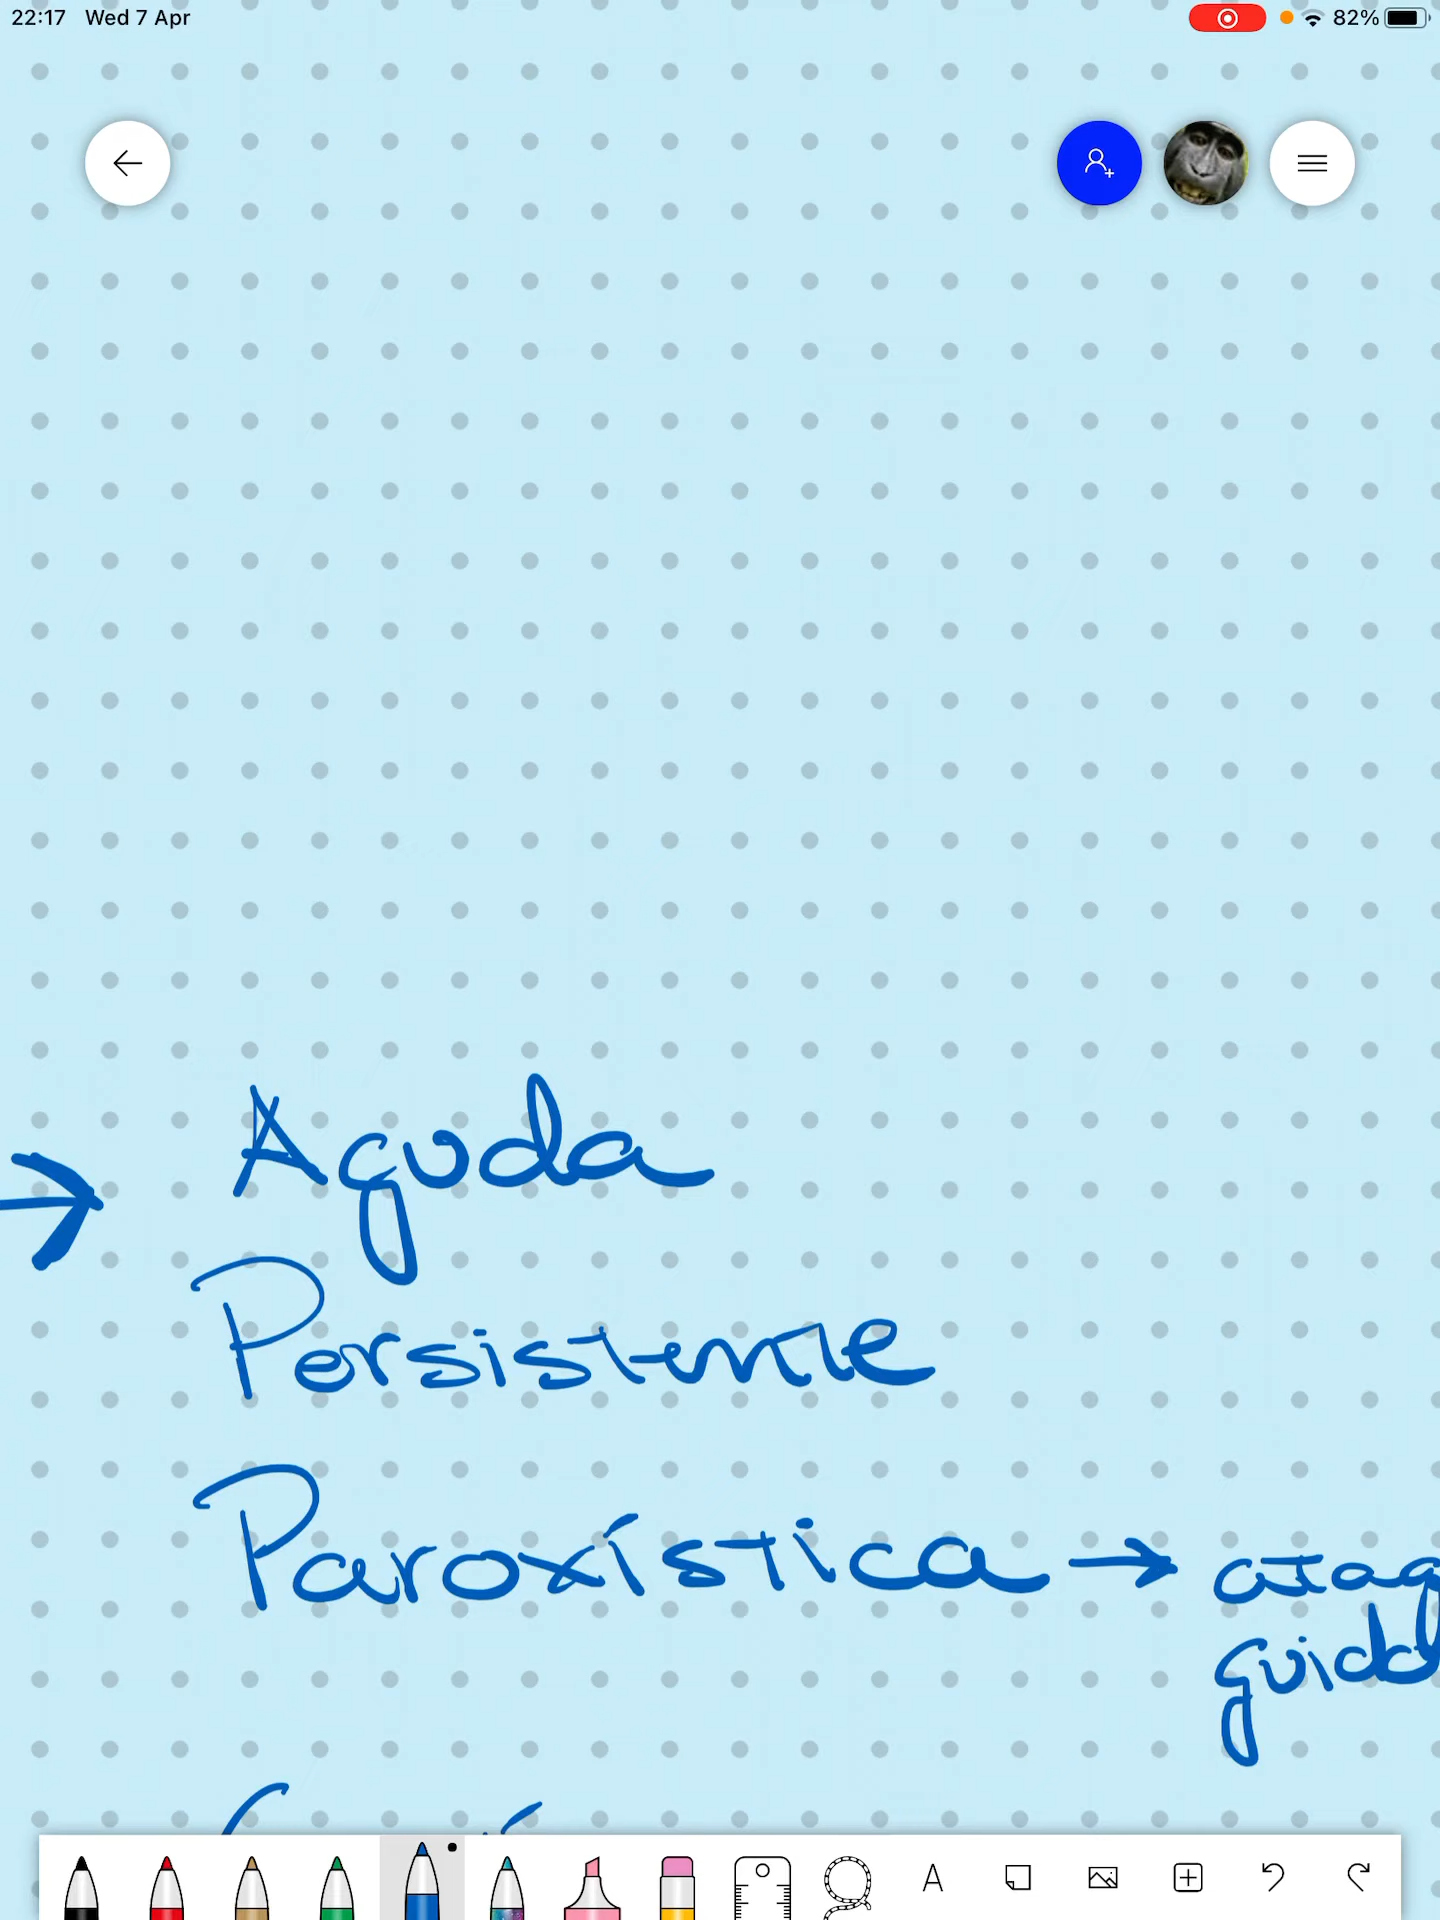 22:17 Wed 7 Apr 82%
Aguda
Persistente
Paroxística →
A